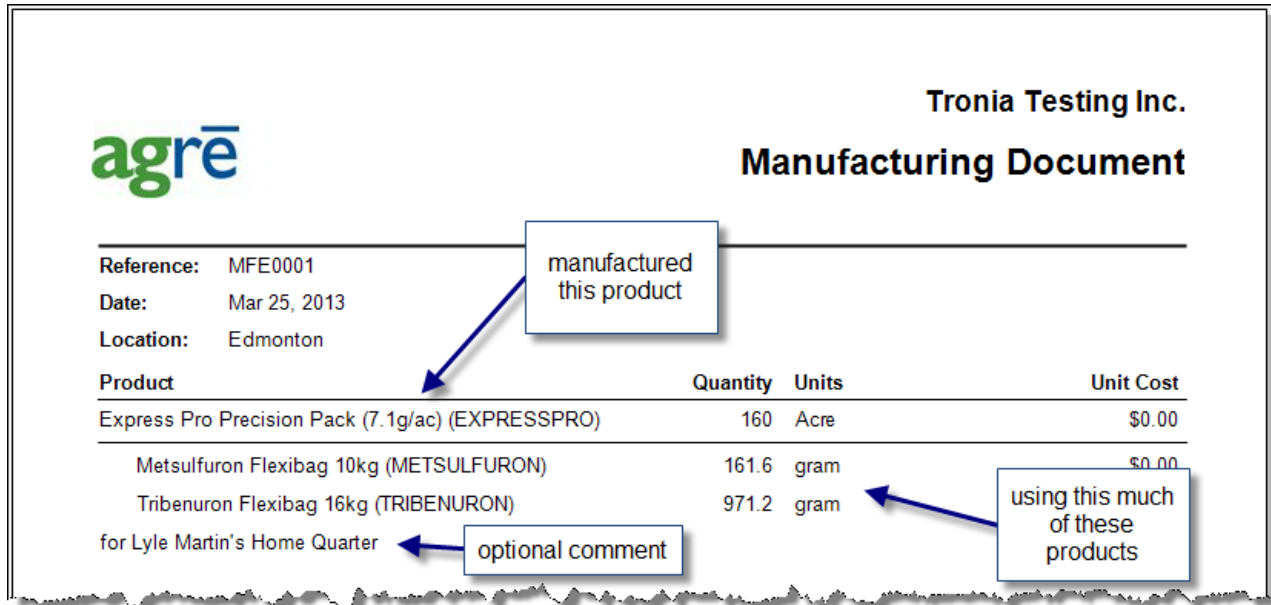 Tronia Testing Inc.
agrē
Manufacturing Document
Reference: MFE0001
manufactured
this product
Date: Mar 25, 2013
Location: Edmonton
Product Quantity Units Unit Cost
Express Pro Precision Pack (7.1g/ac) (EXPRESSPRO) 160 Acre $0.00
Metsulfuron Flexibag 10kg (METSULFURON) 161.6 gram $0.00
Tribenuron Flexibag 16kg (TRIBENURON) 971.2 gram
using this much
of these
products
for Lyle Martin's Home Quarter
optional comment